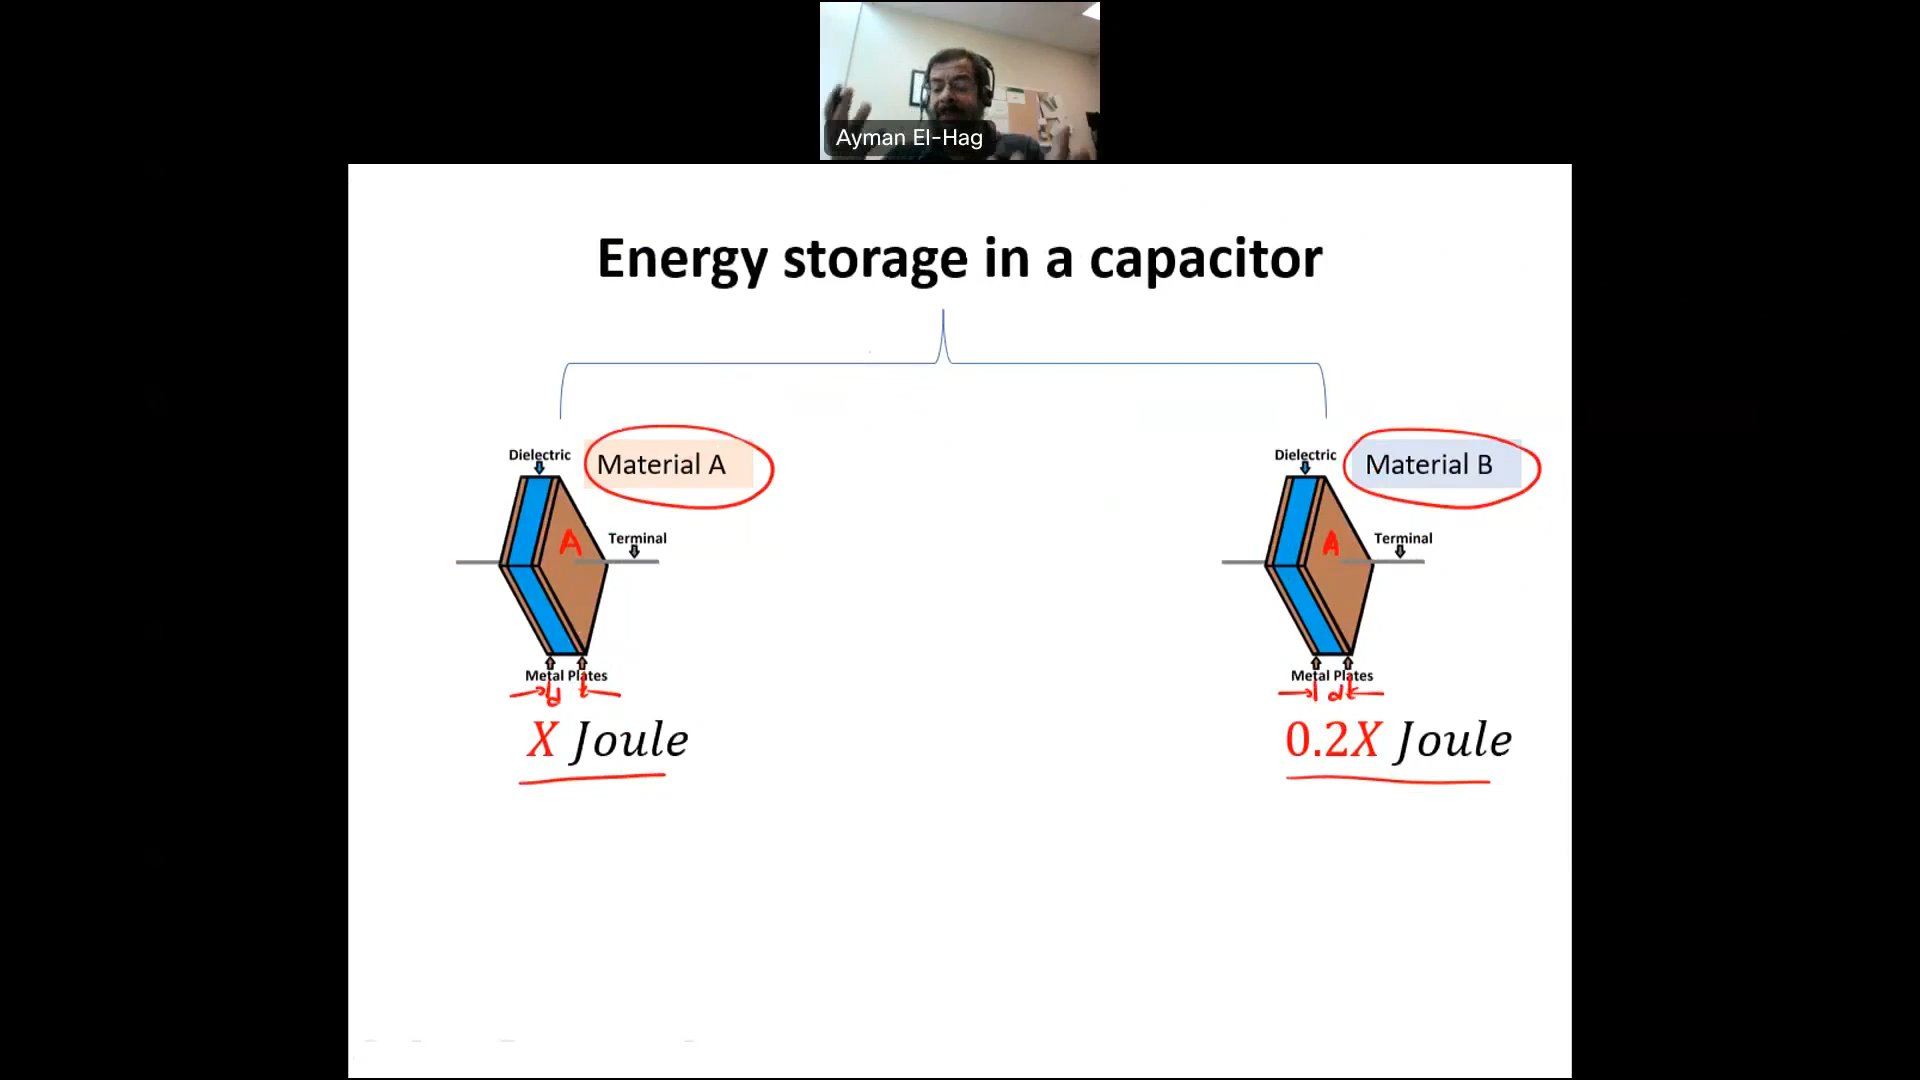 Ayman El-Hag
Energy storage in a capacitor
Dielectric
Material A
A
Terminal
Metal Plates
d
X Joule
Dielectric
Material B
A
Terminal
Metal Plates
d
0.2X Joule